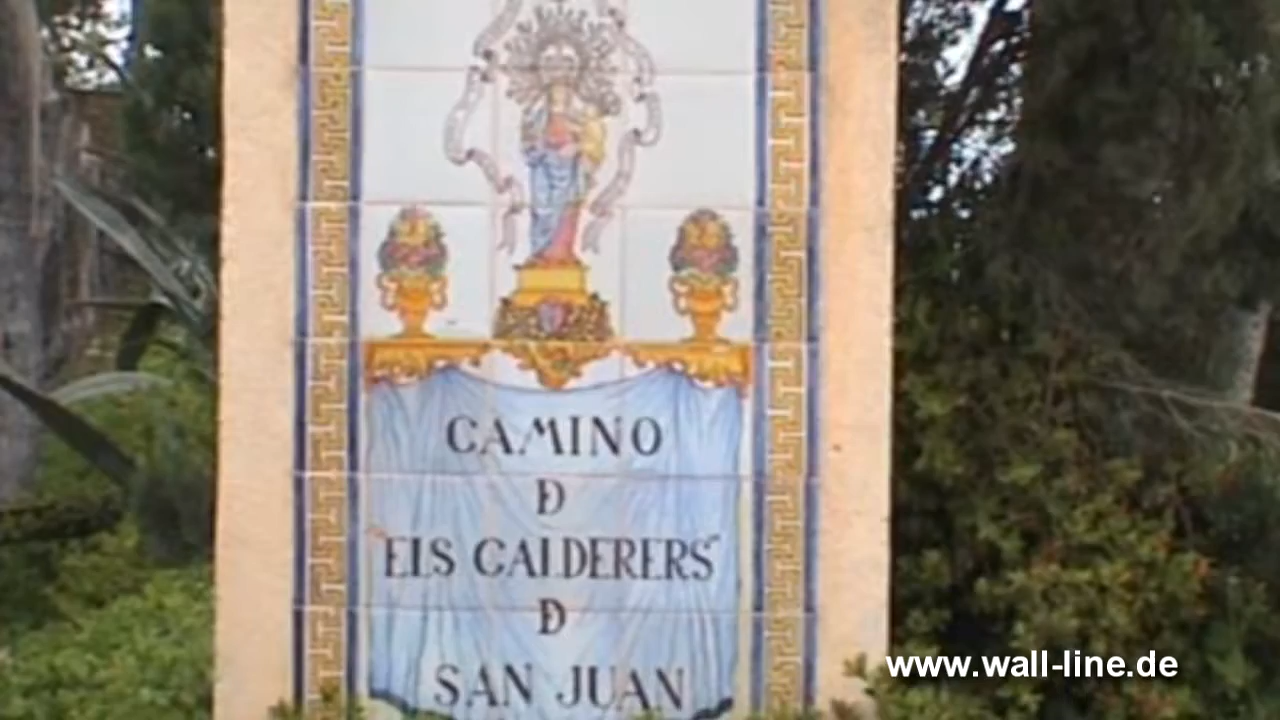 CAMINO
Đ
"ELS CALDERERS"
Đ
SAN JUAN
www.wall-line.de